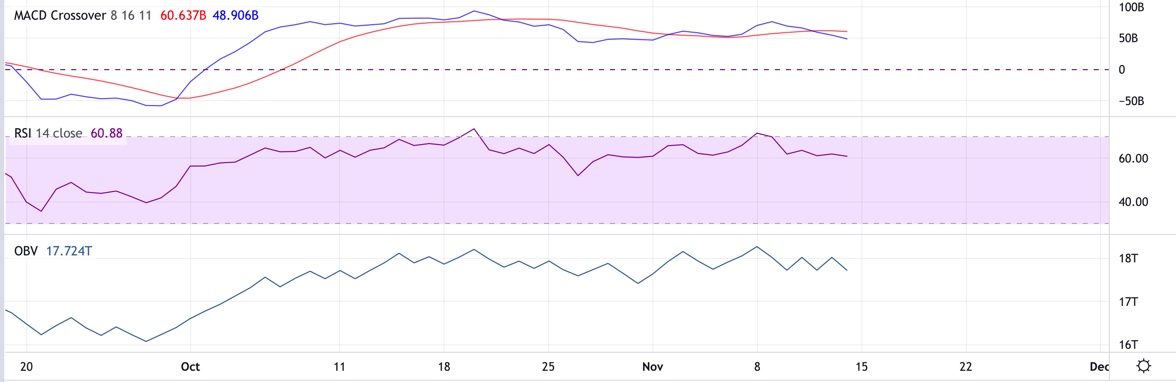 MACD Crossover 8 16 11 60.637B 48.906B
100B
50B
0
−50B
RSI 14 close 60.88
60.00
40.00
OBV 17.724T
18T
17T
16T
20 Oct 11 18 25 Nov 8 15 22 Dec